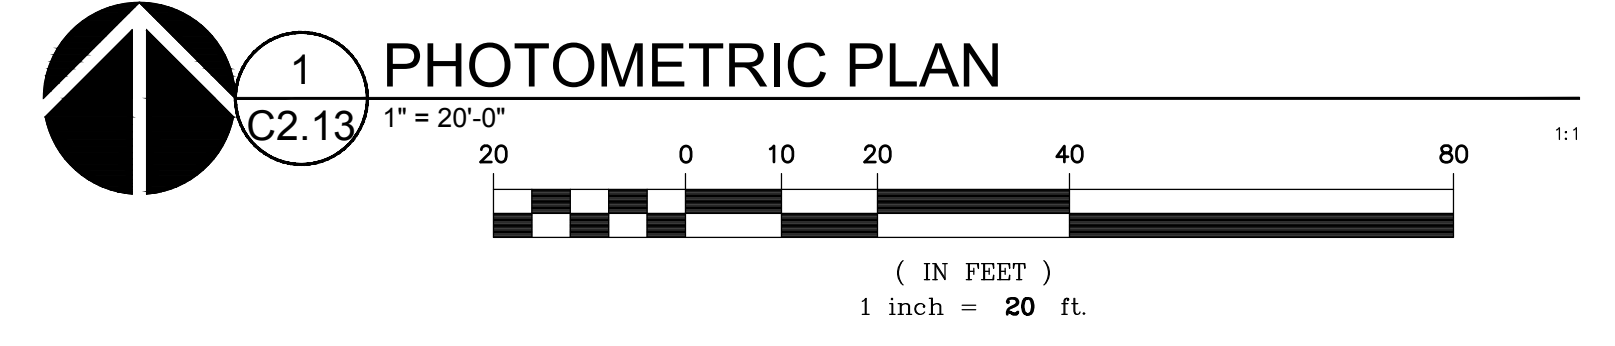 1
PHOTOMETRIC PLAN
C2.13
1" = 20'-0"
1:1
20 0 10 20 40 80
( IN FEET )
1 inch = 20 ft.